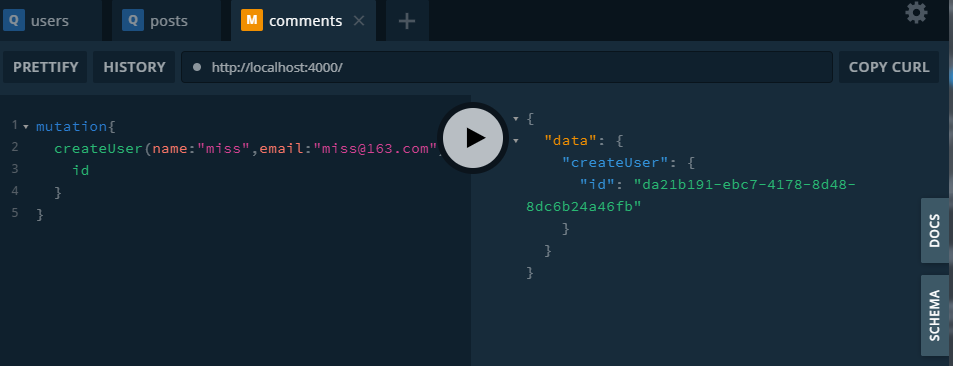 Q users Q posts M comments × +
PRETTIFY HISTORY http://localhost:4000/ COPY CURL
1 mutation{
2 createUser(name:"miss",email:"miss@163.com"
3 id
4 }
5 }
{
"data": {
"createUser": {
"id": "da21b191-ebc7-4178-8d48-
8dc6b24a46fb"
}
}
}
DOCS
SCHEMA